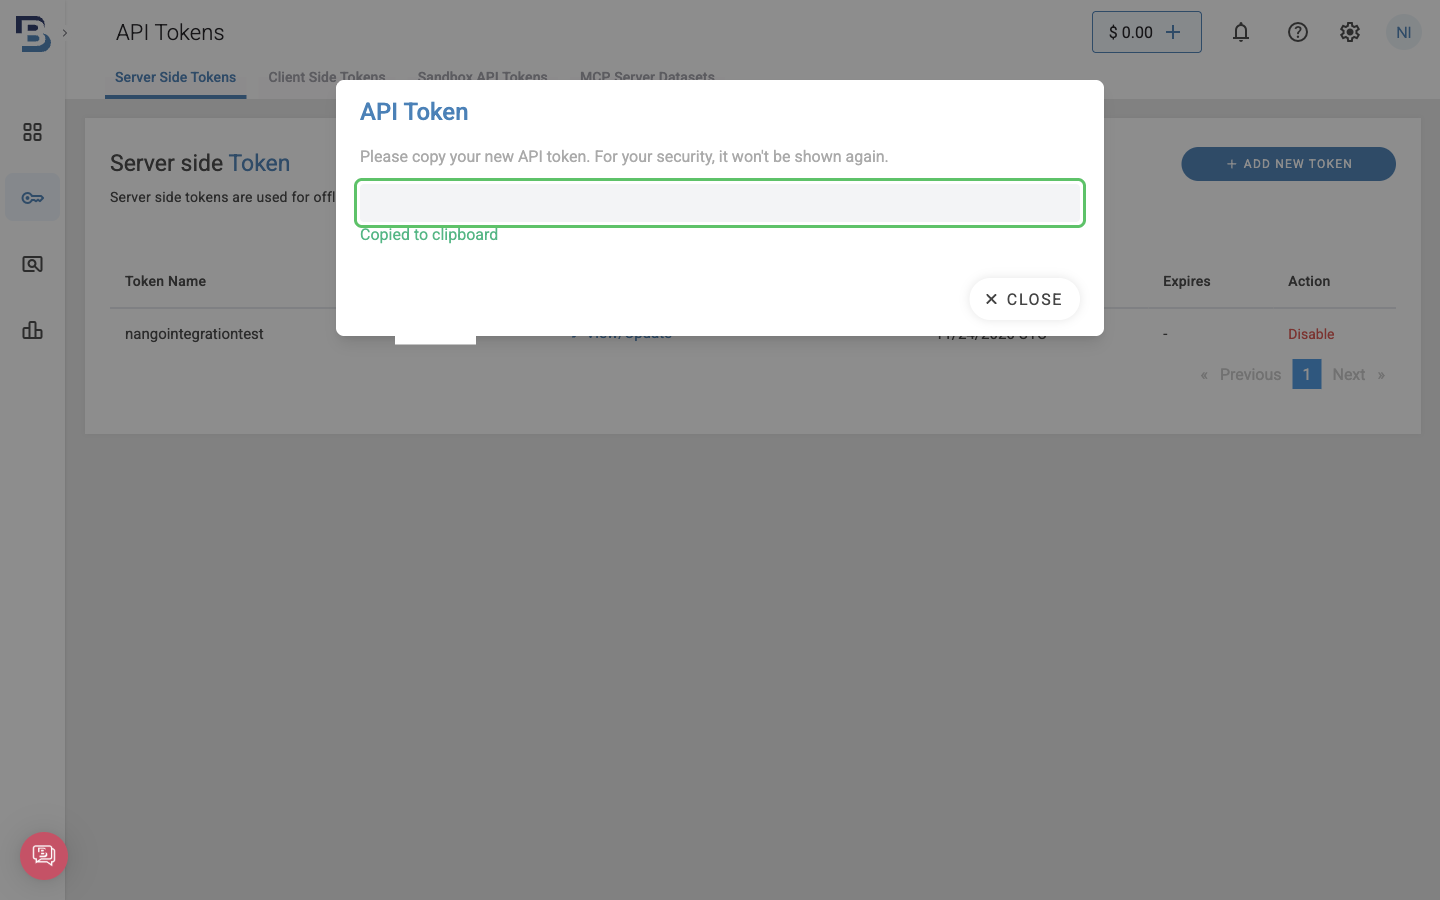 API Tokens
$ 0.00
NI
Server Side Tokens
Client Side Tokens
Sandbox API Tokens
MCP Server Datasets
API Token
Please copy your new API token. For your security, it won't be shown again.
Copied to clipboard
CLOSE
Server side Token
ADD NEW TOKEN
Server side tokens are used for
Token Name
Expires
Action
nangointegrationtest
View/Update
-
Disable
« Previous 1 Next »